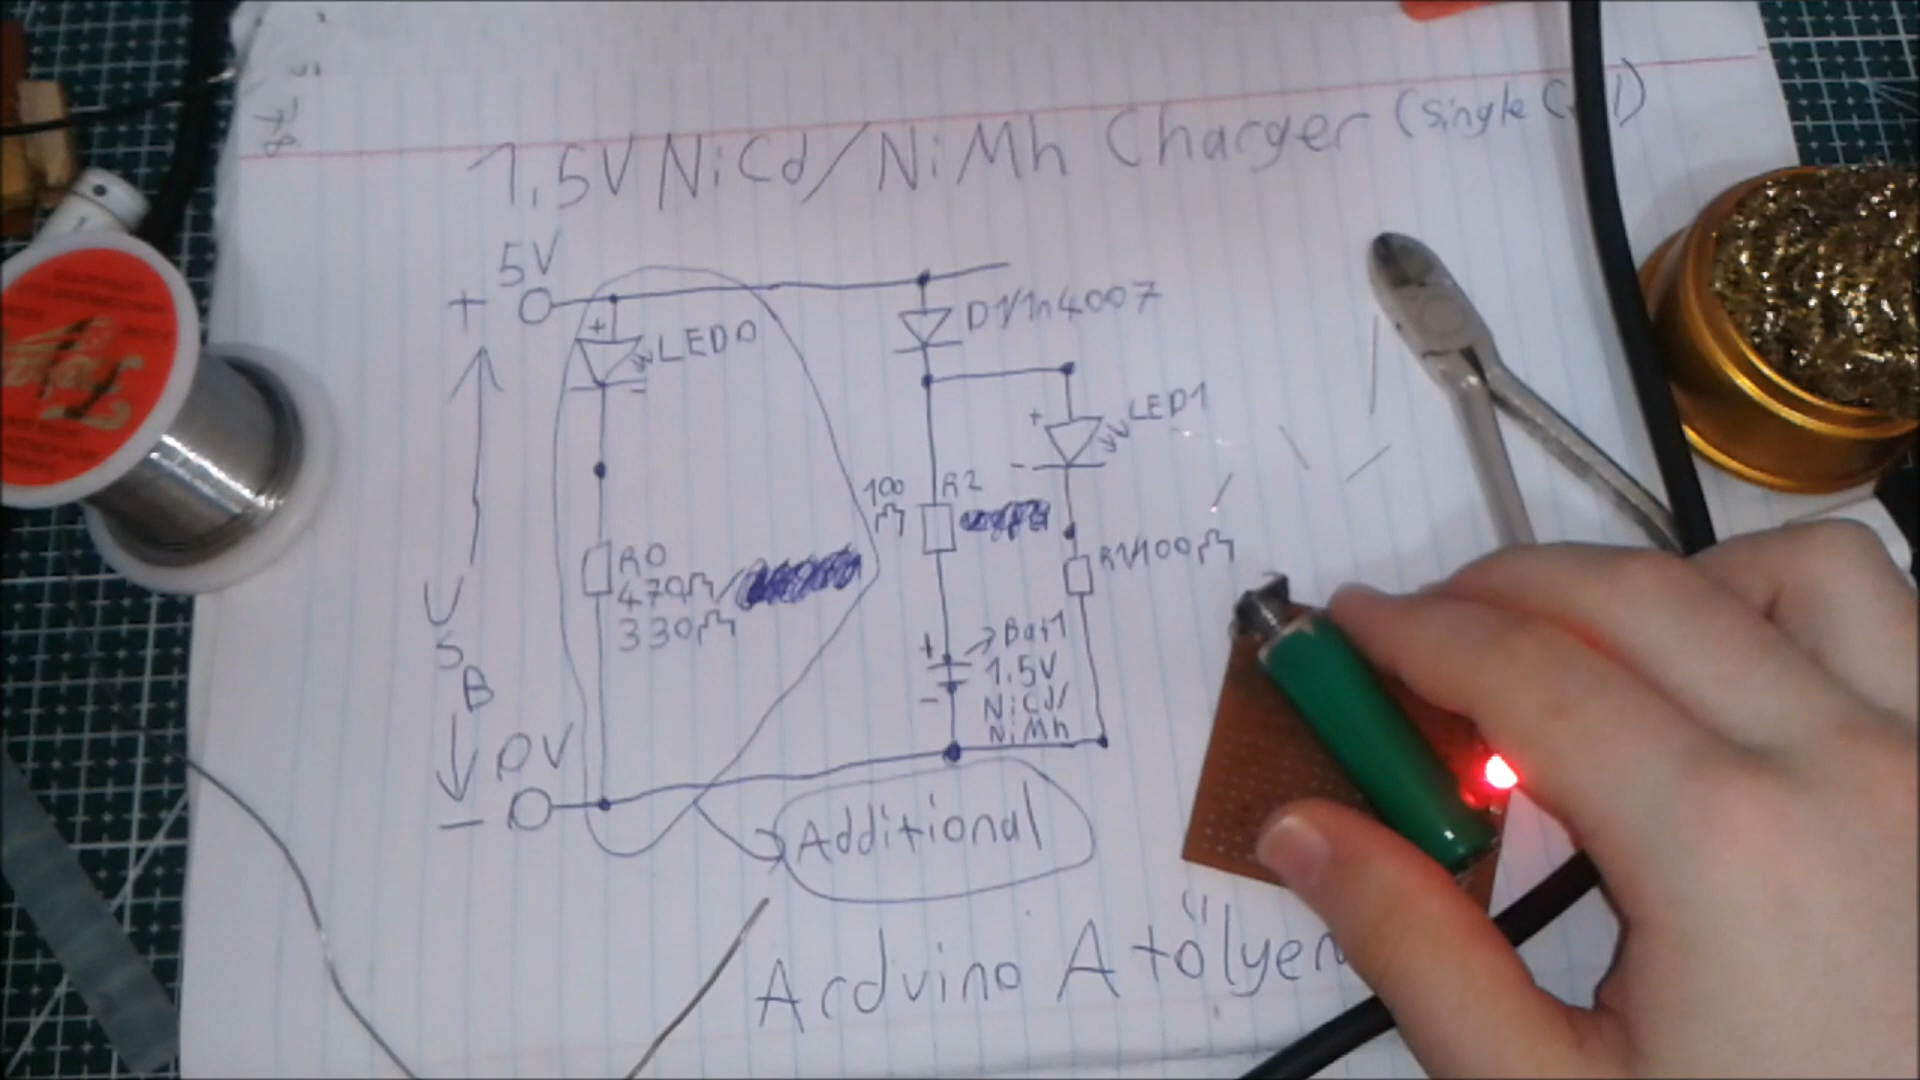 1.5V NiCd/NiMh Charger (Single
5V
+
+
LED0
D1/1n4007
+
LED1
-
100
R2
R0
470
330
R1/100
USB
+
Bat1
1.5V
NiCd/
NiMh
-
0V
-
Additional
Arduino Atölyem